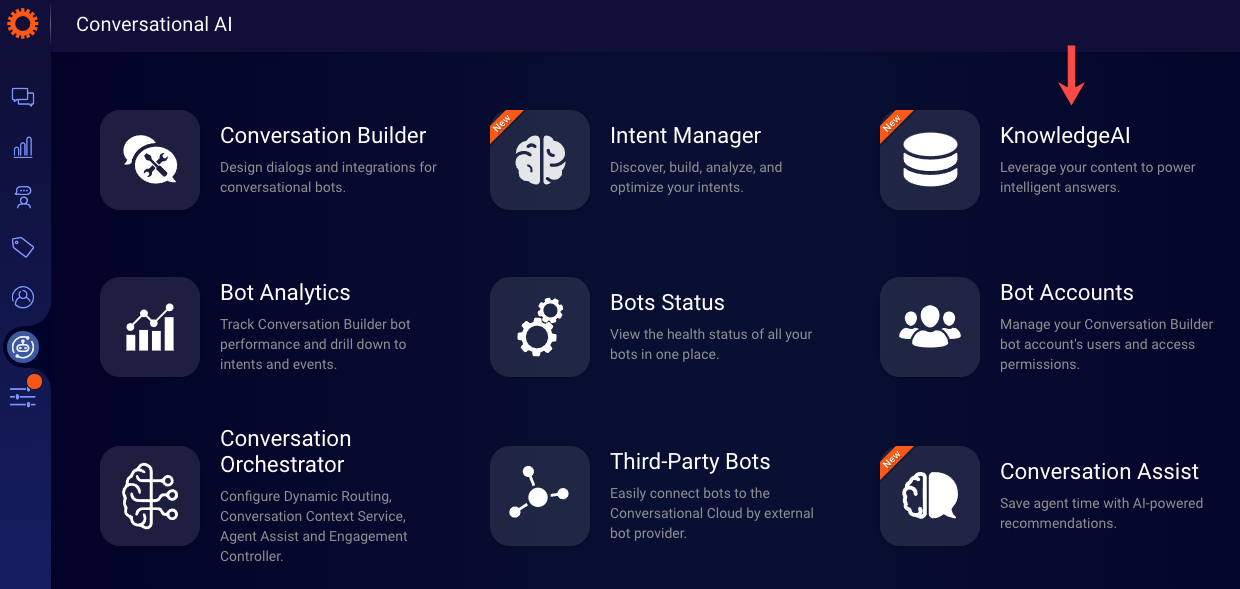 Conversational AI
Conversation Builder
Design dialogs and integrations for
conversational bots.
New
Intent Manager
Discover, build, analyze, and
optimize your intents.
New
KnowledgeAI
Leverage your content to power
intelligent answers.
Bot Analytics
Track Conversation Builder bot
performance and drill down to
intents and events.
Bots Status
View the health status of all your
bots in one place.
Bot Accounts
Manage your Conversation Builder
bot account's users and access
permissions.
Conversation
Orchestrator
Configure Dynamic Routing,
Conversation Context Service,
Agent Assist and Engagement
Controller.
Third-Party Bots
Easily connect bots to the
Conversational Cloud by external
bot provider.
New
Conversation Assist
Save agent time with AI-powered
recommendations.